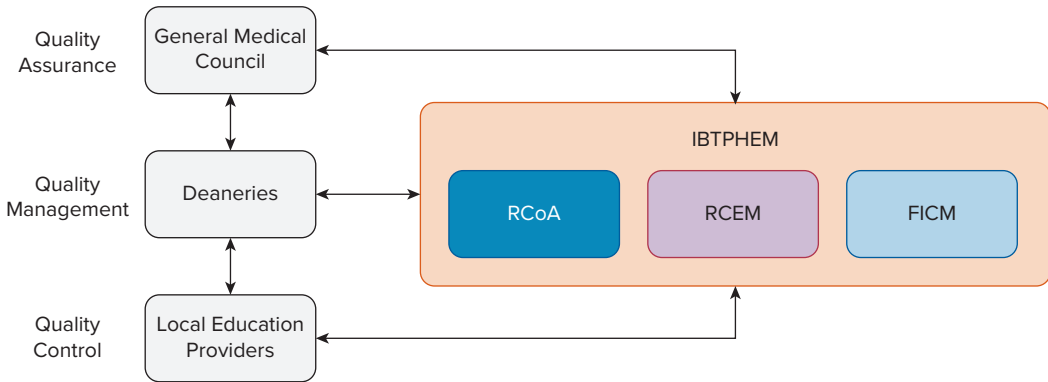 Quality
Assurance
General Medical
Council
IBTPHEM
Quality
Management
Deaneries
RCoA
RCEM
FICM
Quality
Control
Local Education
Providers